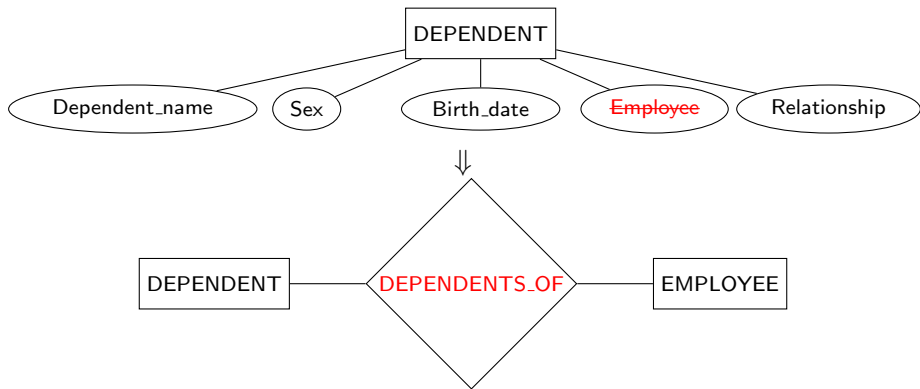 DEPENDENT
Dependent_name Sex Birth_date Employee Relationship
⇓
DEPENDENT DEPENDENTS_OF EMPLOYEE